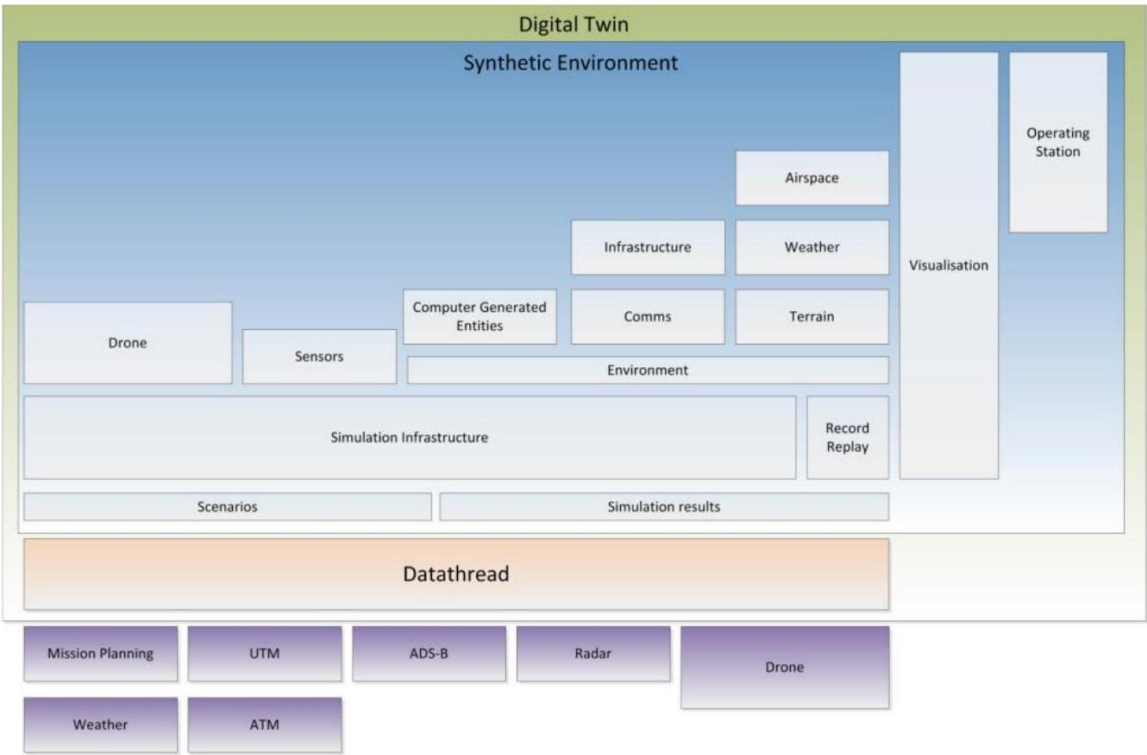 Digital Twin
Synthetic Environment
Operating
Station
Airspace
Infrastructure
Weather
Visualisation
Computer Generated
Entities
Comms
Terrain
Drone
Sensors
Environment
Simulation Infrastructure
Record
Replay
Scenarios
Simulation results
Datathread
Mission Planning
UTM
ADS-B
Radar
Drone
Weather
ATM